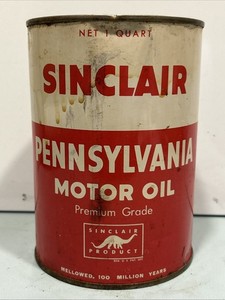 NET 1 QUART
SINCLAIR
PENNSYLVANIA
MOTOR OIL
Premium Grade
SINCLAIR
PRODUCT
MELLOWED, 100 MILLION YEARS